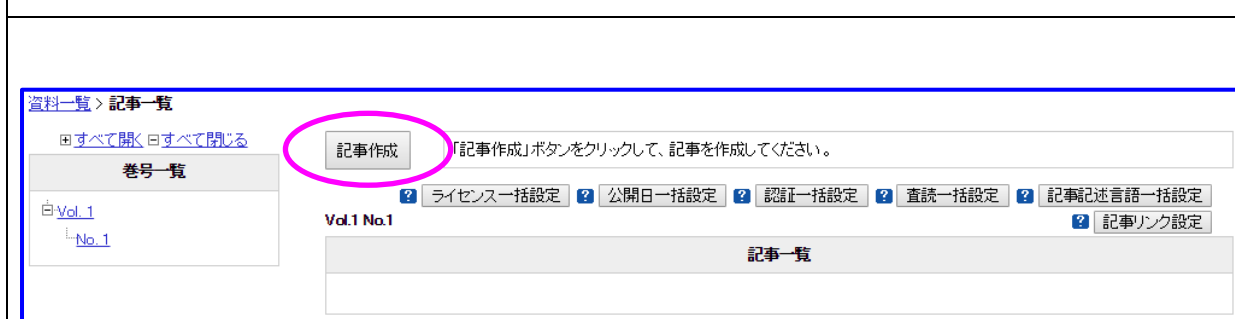 資料一覧 > 記事一覧
すべて開く すべて閉じる
巻号一覧
Vol. 1
No. 1
記事作成 「記事作成」ボタンをクリックして、記事を作成してください。
? ライセンス一括設定 ? 公開日一括設定 ? 認証一括設定 ? 査読一括設定 ? 記事記述言語一括設定
Vol.1 No.1 ? 記事リンク設定
記事一覧